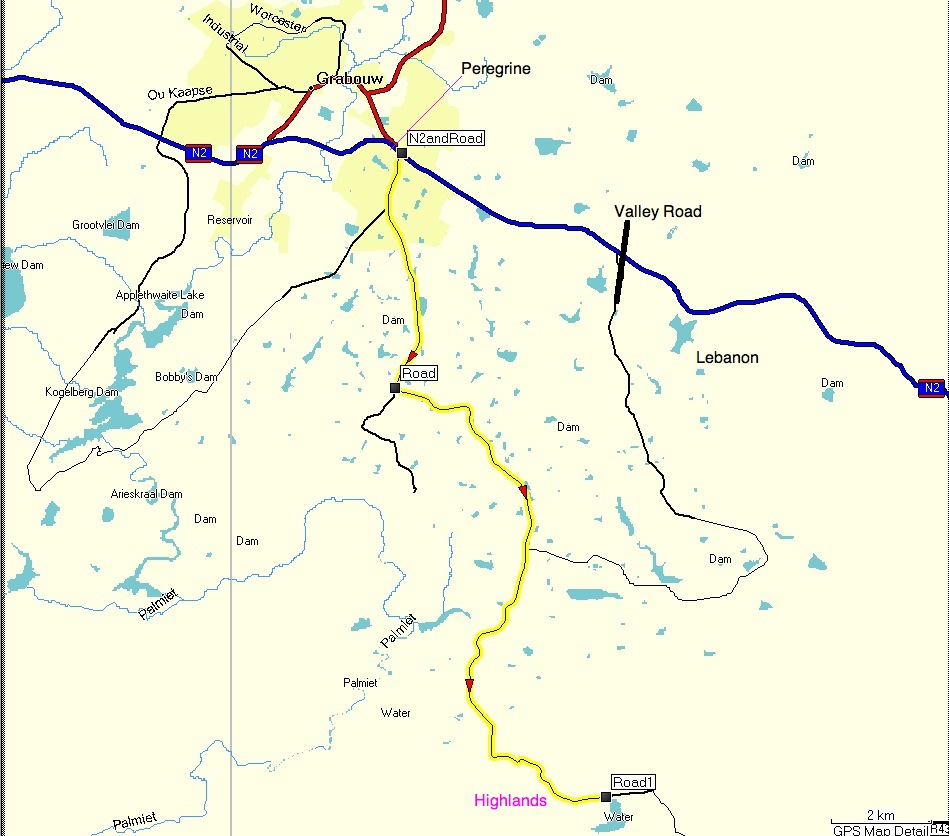 Worcester
Industrial
Grabouw
Peregrine
Ou Kaapse
Dam
N2andRoad
N2
N2
Dam
Valley Road
Reservoir
Grootvlei Dam
ew Dam
Applethwaite Lake
Dam
Dam
Lebanon
Road
Bobby's Dam
Kogelberg Dam
Dam
N2
Dam
Arieskraal Dam
Dam
Dam
Dam
Palmiet
Palmiet
Palmiet
Water
Road1
Highlands
Water
Palmiet
2 km
GPS Map Detail
R43